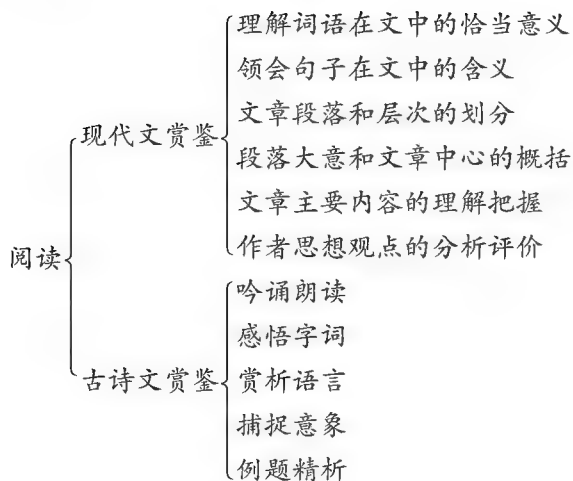 阅读
现代文赏鉴
理解词语在文中的恰当意义
领会句子在文中的含义
文章段落和层次的划分
段落大意和文章中心的概括
文章主要内容的理解把握
作者思想观点的分析评价
古诗文赏鉴
吟诵朗读
感悟字词
赏析语言
捕捉意象
例题精析